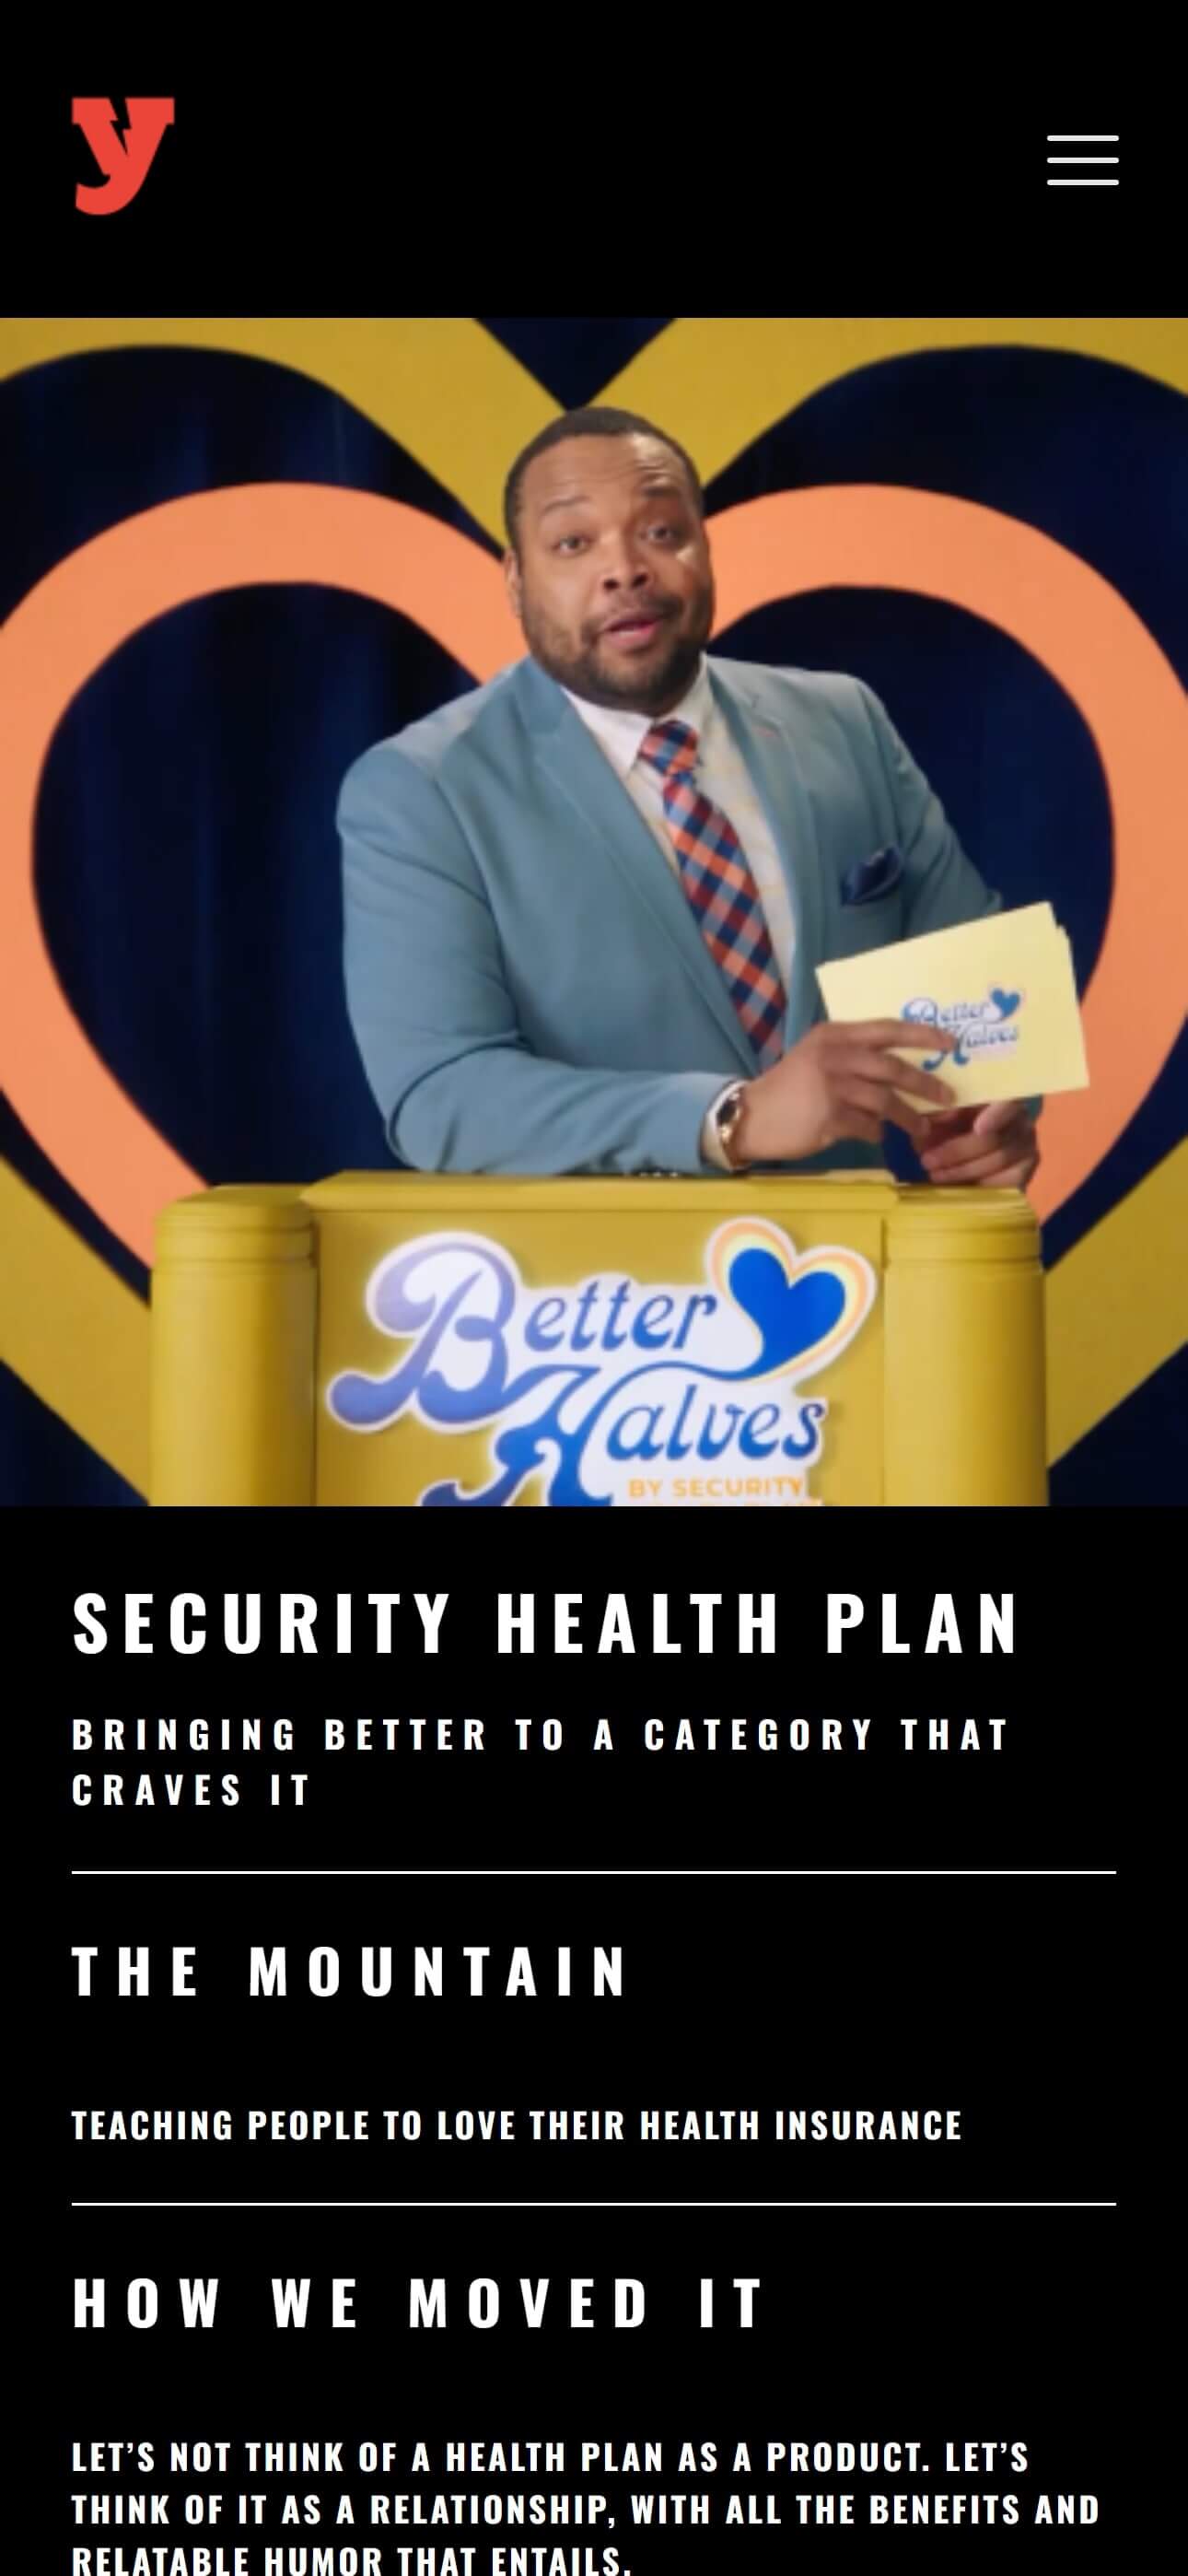 y
Better
Halves
Better
Halves
BY SECURITY
SECURITY HEALTH PLAN
BRINGING BETTER TO A CATEGORY THAT
CRAVES IT
THE MOUNTAIN
TEACHING PEOPLE TO LOVE THEIR HEALTH INSURANCE
HOW WE MOVED IT
LET’S NOT THINK OF A HEALTH PLAN AS A PRODUCT. LET’S
THINK OF IT AS A RELATIONSHIP, WITH ALL THE BENEFITS AND
RELATABLE HUMOR THAT ENTAILS.